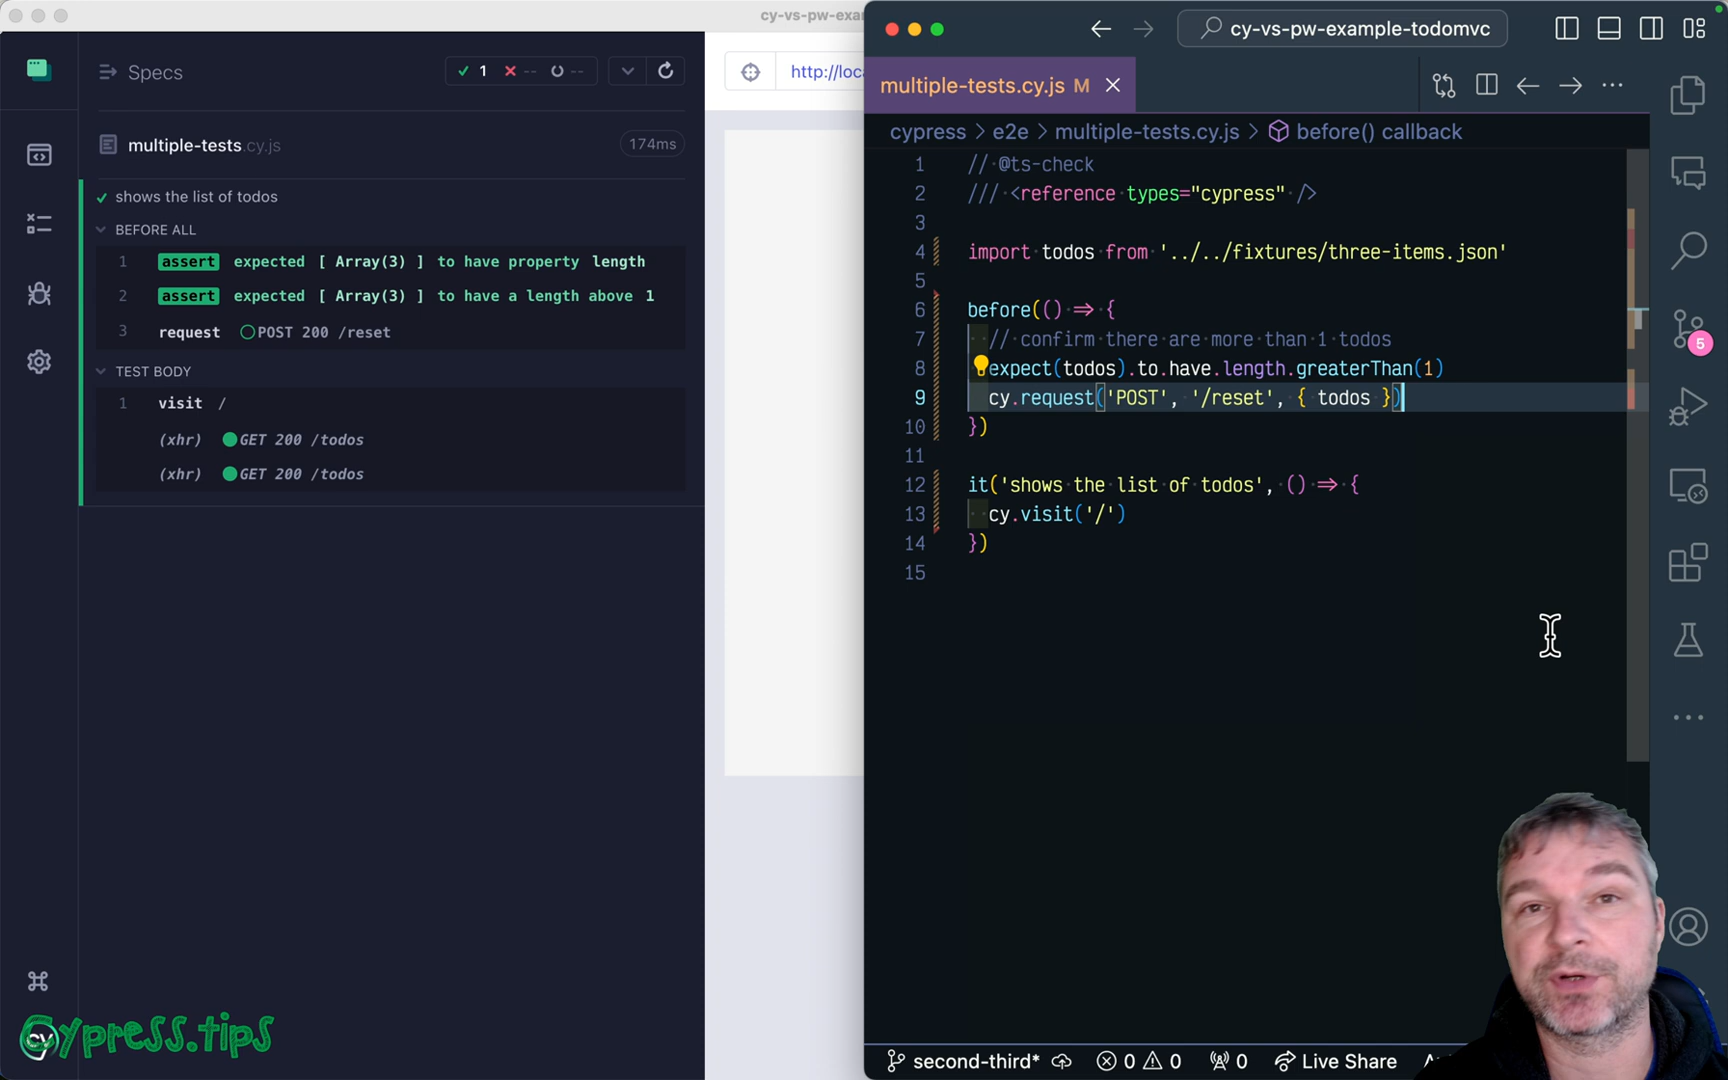 cy-vs-pw-exa
Specs
1
--
--
multiple-tests.cy.js
174ms
shows the list of todos
BEFORE ALL
1 assert expected [ Array(3) ] to have property length
2 assert expected [ Array(3) ] to have a length above 1
3 request POST 200 /reset
TEST BODY
1 visit /
(xhr) GET 200 /todos
(xhr) GET 200 /todos
cy
Cypress.tips
http://loca
cy-vs-pw-example-todomvc
multiple-tests.cy.js M
cypress > e2e > multiple-tests.cy.js > before() callback
1 // @ts-check
2 /// <reference types="cypress" />
3
4 import todos from '../../fixtures/three-items.json'
5
6 before(() => {
7 // confirm there are more than 1 todos
8 expect(todos).to.have.length.greaterThan(1)
9 cy.request('POST', '/reset', { todos })
10 })
11
12 it('shows the list of todos', () => {
13 cy.visit('/')
14 })
15
5
second-third* 0 0 0 Live Share